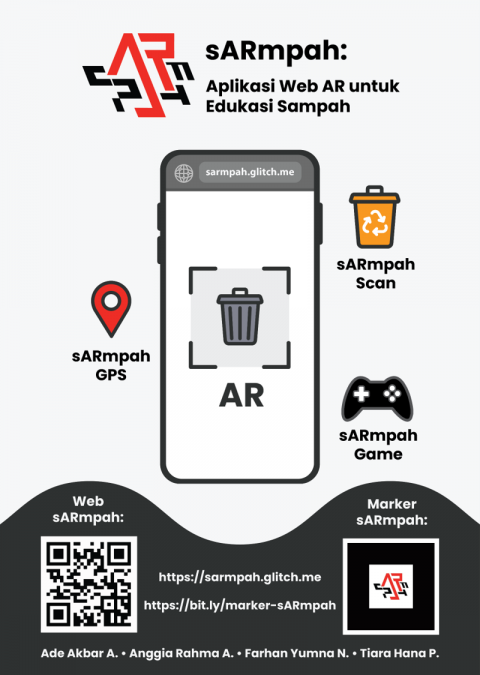 sARmpah:
Aplikasi Web AR untuk
Edukasi Sampah
sarmpah.glitch.me
sARmpah
Scan
sARmpah
GPS
AR
sARmpah
Game
Web
sARmpah:
Marker
sARmpah:
https://sarmpah.glitch.me
https://bit.ly/marker-sARmpah
Ade Akbar A. • Anggia Rahma A. • Farhan Yumna N. • Tiara Hana P.